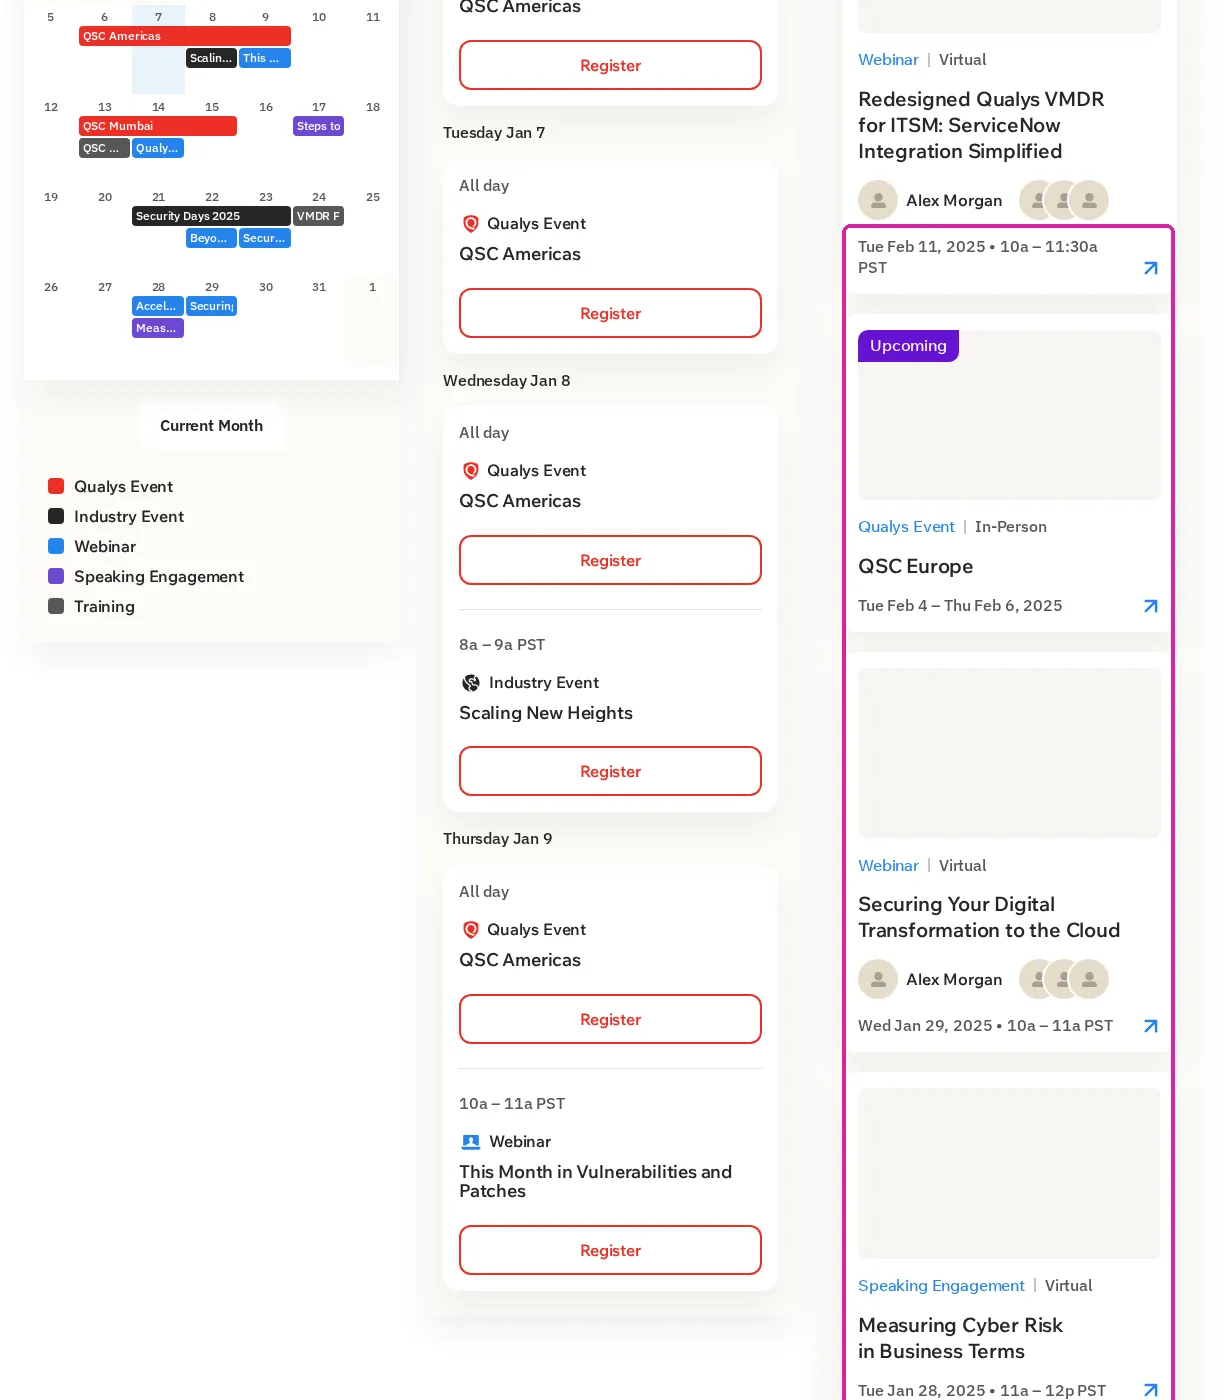 5 6 7 8 9 10 11
QSC Americas
Scalin... This ...
12 13 14 15 16 17 18
QSC Mumbai Steps to
QSC ... Qualy...
19 20 21 22 23 24 25
Security Days 2025 VMDR F
Beyo... Secur...
26 27 28 29 30 31 1
Accel... Securing
Meas...
Current Month
Qualys Event
Industry Event
Webinar
Speaking Engagement
Training
QSC Americas
Register
Tuesday Jan 7
All day
Qualys Event
QSC Americas
Register
Wednesday Jan 8
All day
Qualys Event
QSC Americas
Register
8a – 9a PST
Industry Event
Scaling New Heights
Register
Thursday Jan 9
All day
Qualys Event
QSC Americas
Register
10a – 11a PST
Webinar
This Month in Vulnerabilities and
Patches
Register
Webinar | Virtual
Redesigned Qualys VMDR
for ITSM: ServiceNow
Integration Simplified
Alex Morgan
Tue Feb 11, 2025 • 10a – 11:30a
PST
Upcoming
Qualys Event | In-Person
QSC Europe
Tue Feb 4 – Thu Feb 6, 2025
Webinar | Virtual
Securing Your Digital
Transformation to the Cloud
Alex Morgan
Wed Jan 29, 2025 • 10a – 11a PST
Speaking Engagement | Virtual
Measuring Cyber Risk
in Business Terms
Tue Jan 28, 2025 • 11a – 12p PST